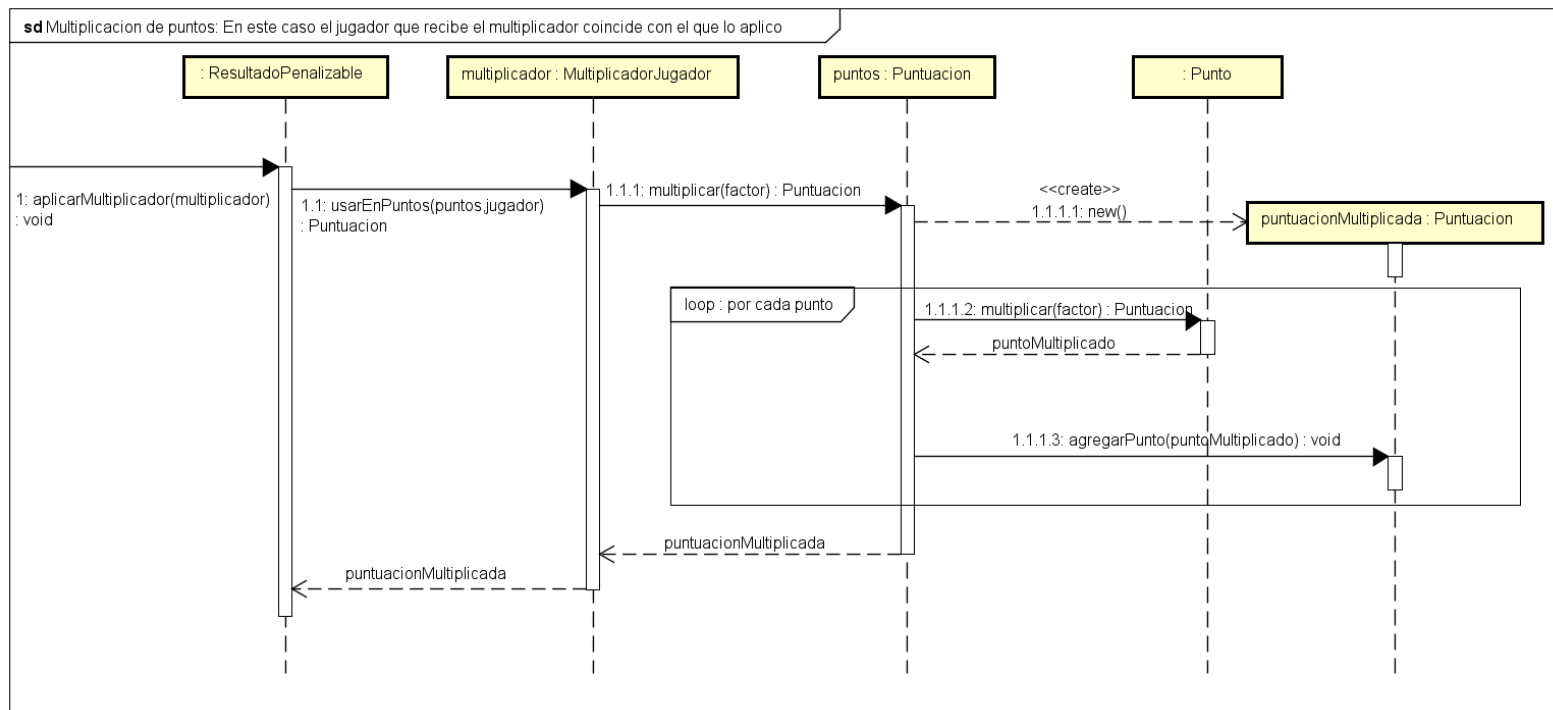 sd Multiplicacion de puntos: En este caso el jugador que recibe el multiplicador coincide con el que lo aplico
: ResultadoPenalizable
multiplicador : MultiplicadorJugador
puntos : Puntuacion
: Punto
1: aplicarMultiplicador(multiplicador)
: void
1.1: usarEnPuntos(puntos,jugador)
: Puntuacion
1.1.1: multiplicar(factor) : Puntuacion
<<create>>
1.1.1.1: new()
puntuacionMultiplicada : Puntuacion
loop : por cada punto
1.1.1.2: multiplicar(factor) : Puntuacion
puntoMultiplicado
1.1.1.3: agregarPunto(puntoMultiplicado) : void
puntuacionMultiplicada
puntuacionMultiplicada